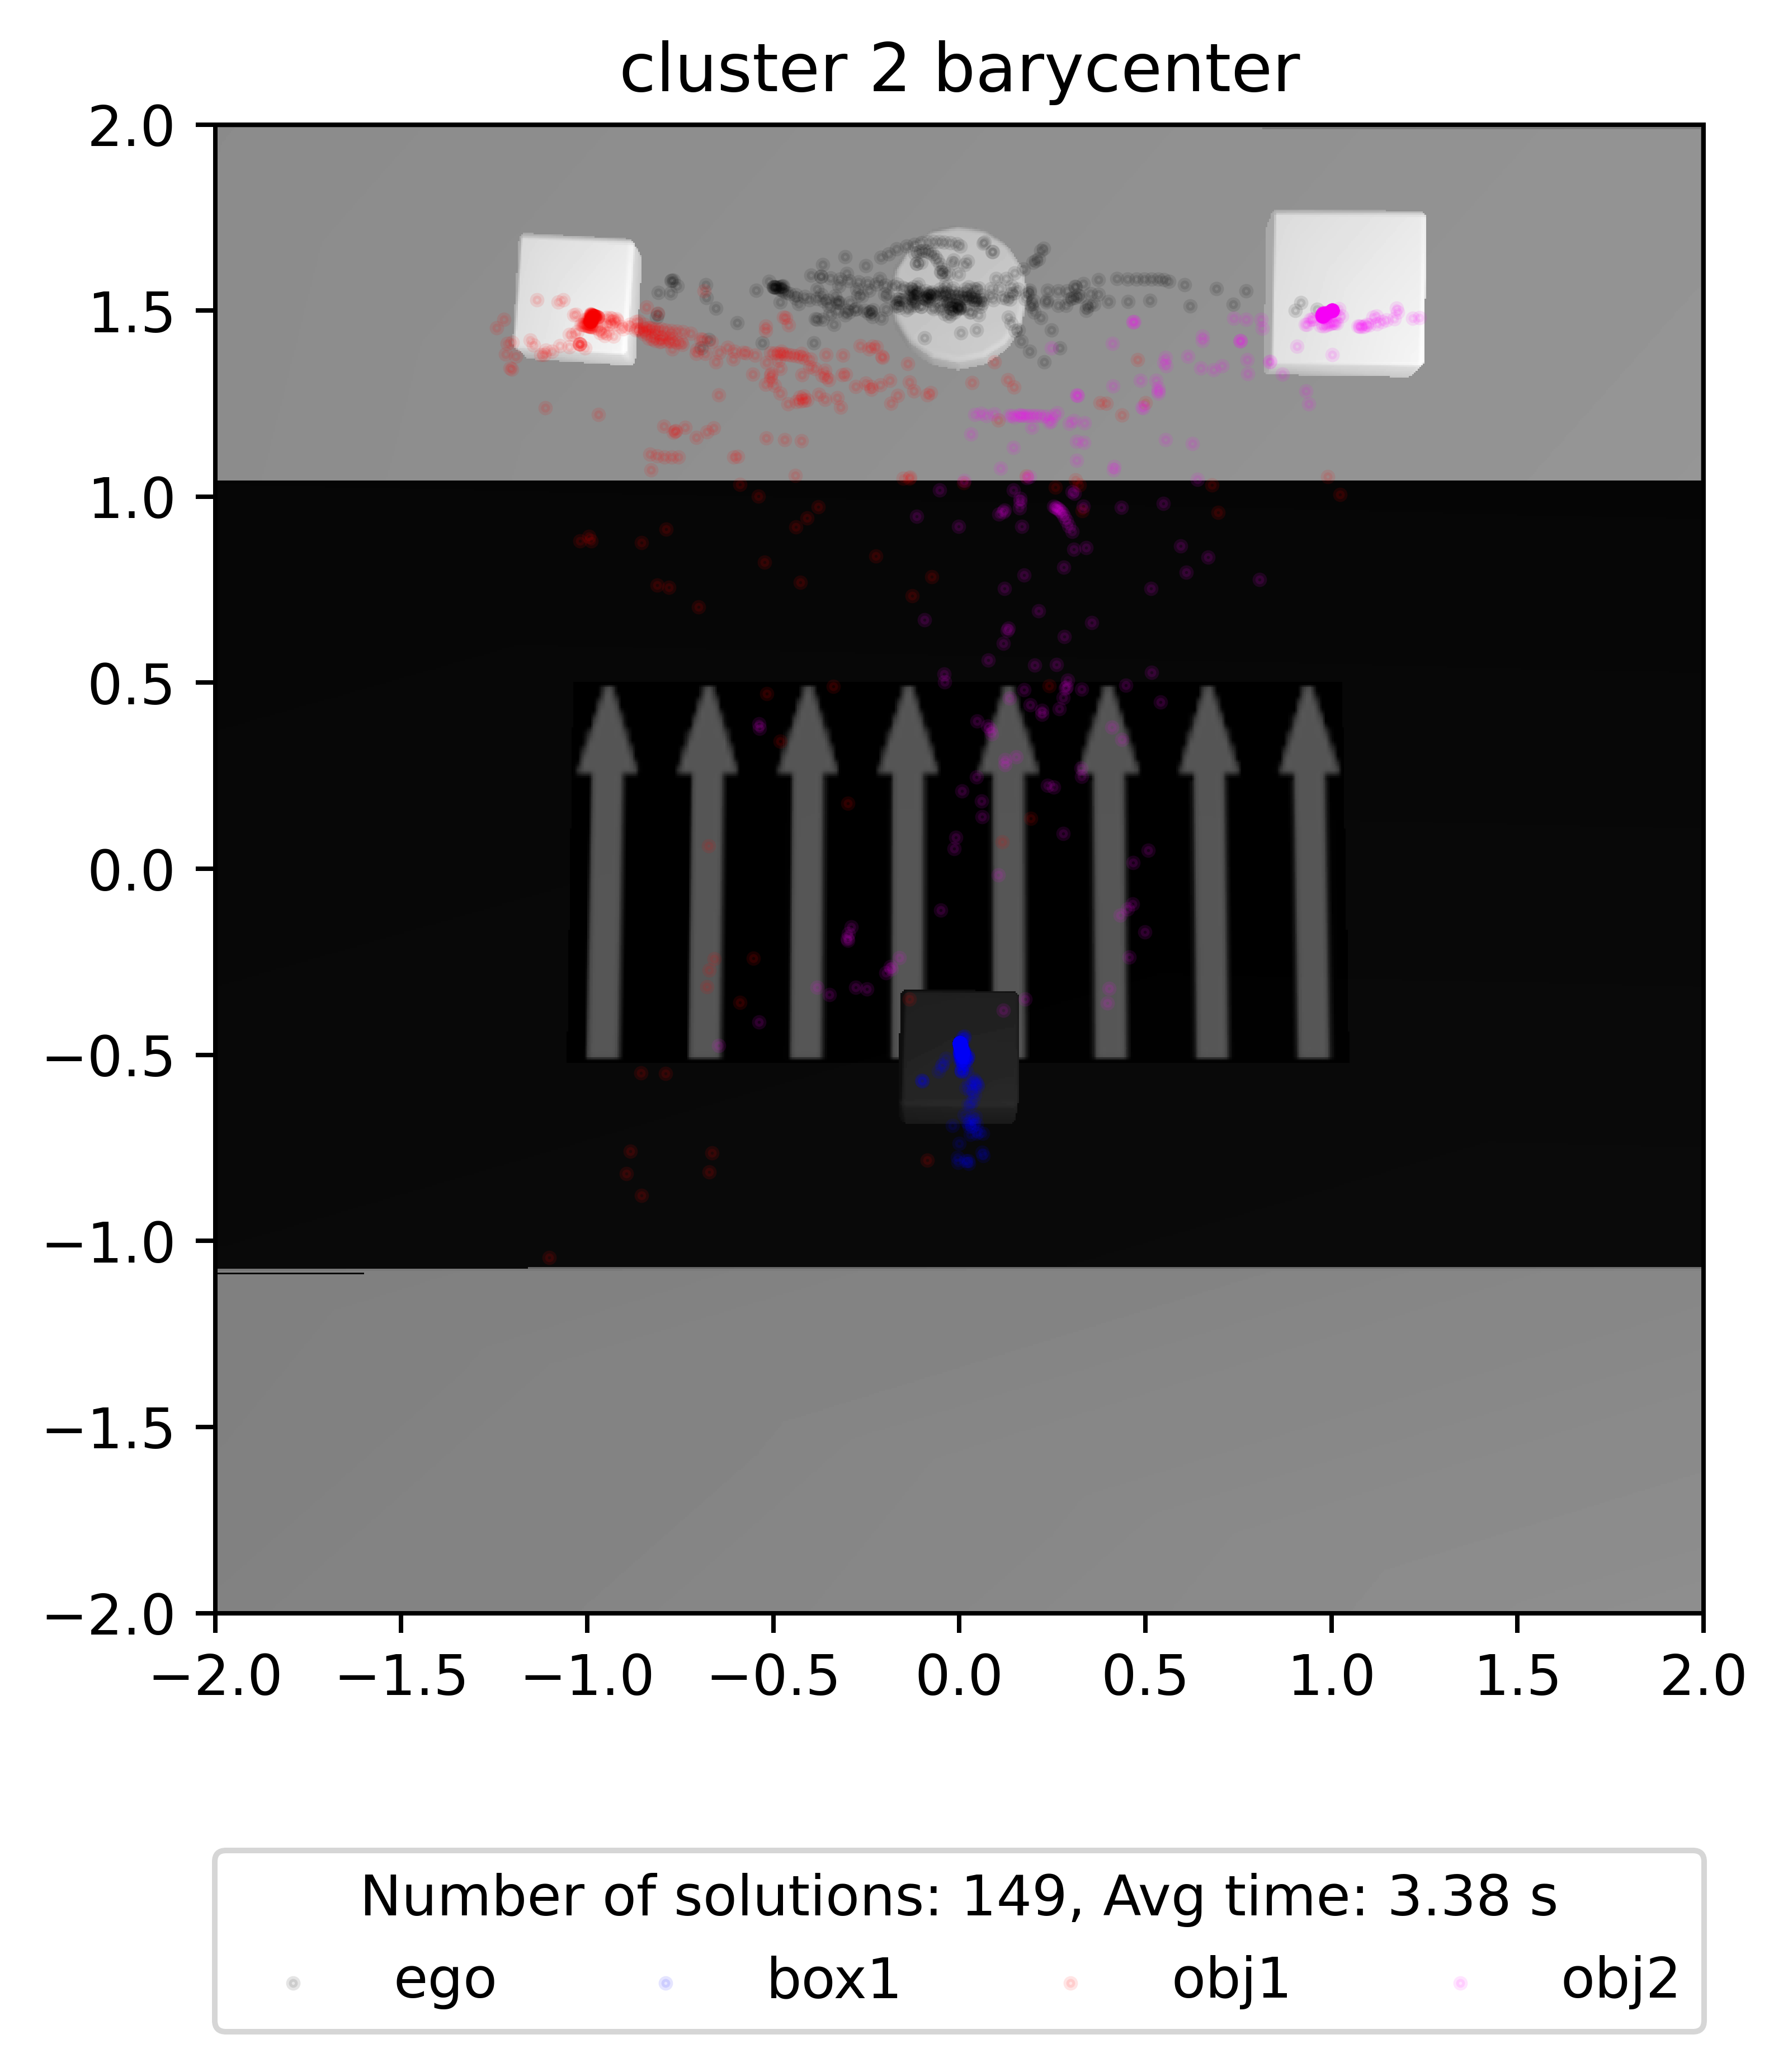 cluster 2 barycenter
2.0
1.5
1.0
0.5
0.0
−0.5
−1.0
−1.5
−2.0
−2.0 −1.5 −1.0 −0.5 0.0 0.5 1.0 1.5 2.0
Number of solutions: 149, Avg time: 3.38 s
ego box1 obj1 obj2